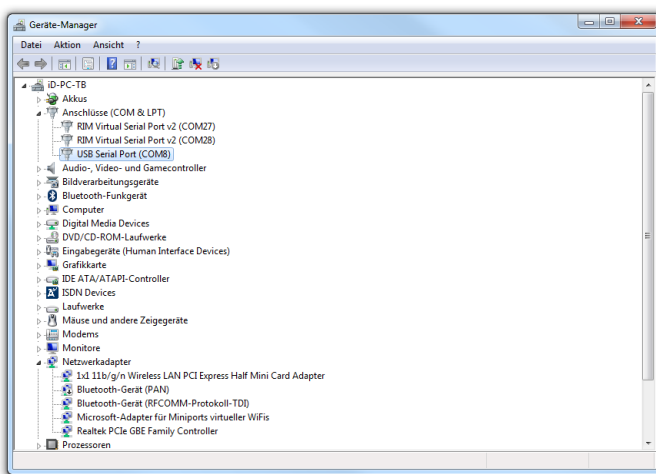 Geräte-Manager
Datei Aktion Ansicht ?
iD-PC-TB
Akkus
Anschlüsse (COM & LPT)
RIM Virtual Serial Port v2 (COM27)
RIM Virtual Serial Port v2 (COM28)
USB Serial Port (COM8)
Audio-, Video- und Gamecontroller
Bildverarbeitungsgeräte
Bluetooth-Funkgerät
Computer
Digital Media Devices
DVD/CD-ROM-Laufwerke
Eingabegeräte (Human Interface Devices)
Grafikkarte
IDE ATA/ATAPI-Controller
ISDN Devices
Laufwerke
Mäuse und andere Zeigegeräte
Modems
Monitore
Netzwerkadapter
1x1 11b/g/n Wireless LAN PCI Express Half Mini Card Adapter
Bluetooth-Gerät (PAN)
Bluetooth-Gerät (RFCOMM-Protokoll-TDI)
Microsoft-Adapter für Miniports virtueller WiFis
Realtek PCIe GBE Family Controller
Prozessoren